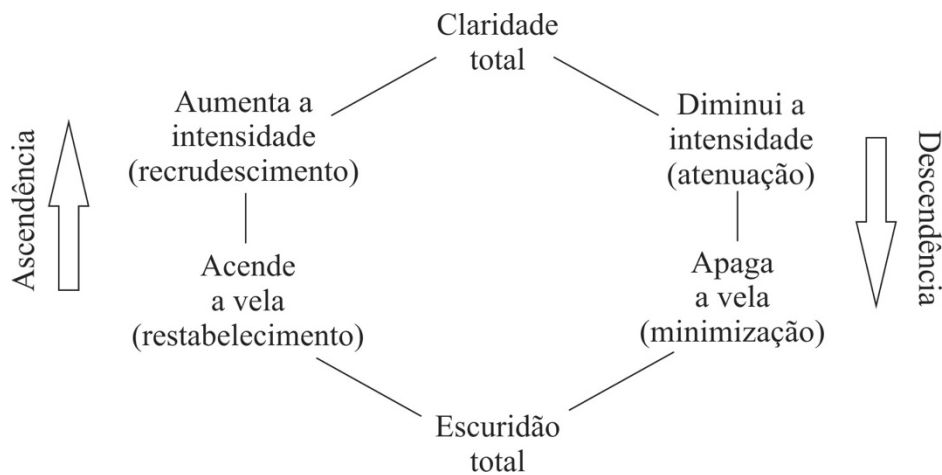 Claridade
total
Aumenta a
intensidade
(recrudescimento)
Diminui a
intensidade
(atenuação)
Ascendência
Descendência
Acende
a vela
(restabelecimento)
Apaga
a vela
(minimização)
Escuridão
total